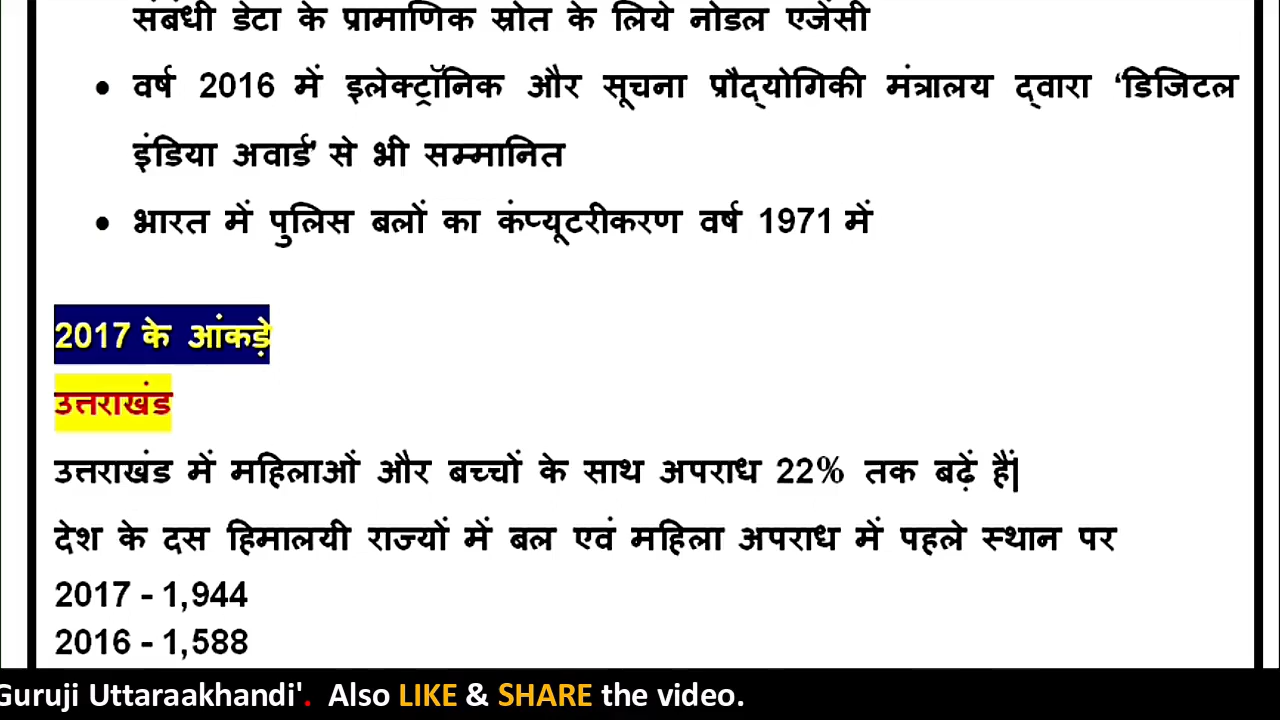 संबंधी डेटा के प्रामाणिक स्रोत के लिये नोडल एजेंसी
• वर्ष 2016 में इलेक्ट्रॉनिक और सूचना प्रौद्योगिकी मंत्रालय द्वारा ‘डिजिटल
इंडिया अवार्ड’ से भी सम्मानित
• भारत में पुलिस बलों का कंप्यूटरीकरण वर्ष 1971 में
2017 के आंकड़े
उत्तराखंड
उत्तराखंड में महिलाओं और बच्चों के साथ अपराध 22% तक बढ़ें हैं|
देश के दस हिमालयी राज्यों में बल एवं महिला अपराध में पहले स्थान पर
2017 - 1,944
2016 - 1,588
Guruji Uttaraakhandi'. Also LIKE & SHARE the video.